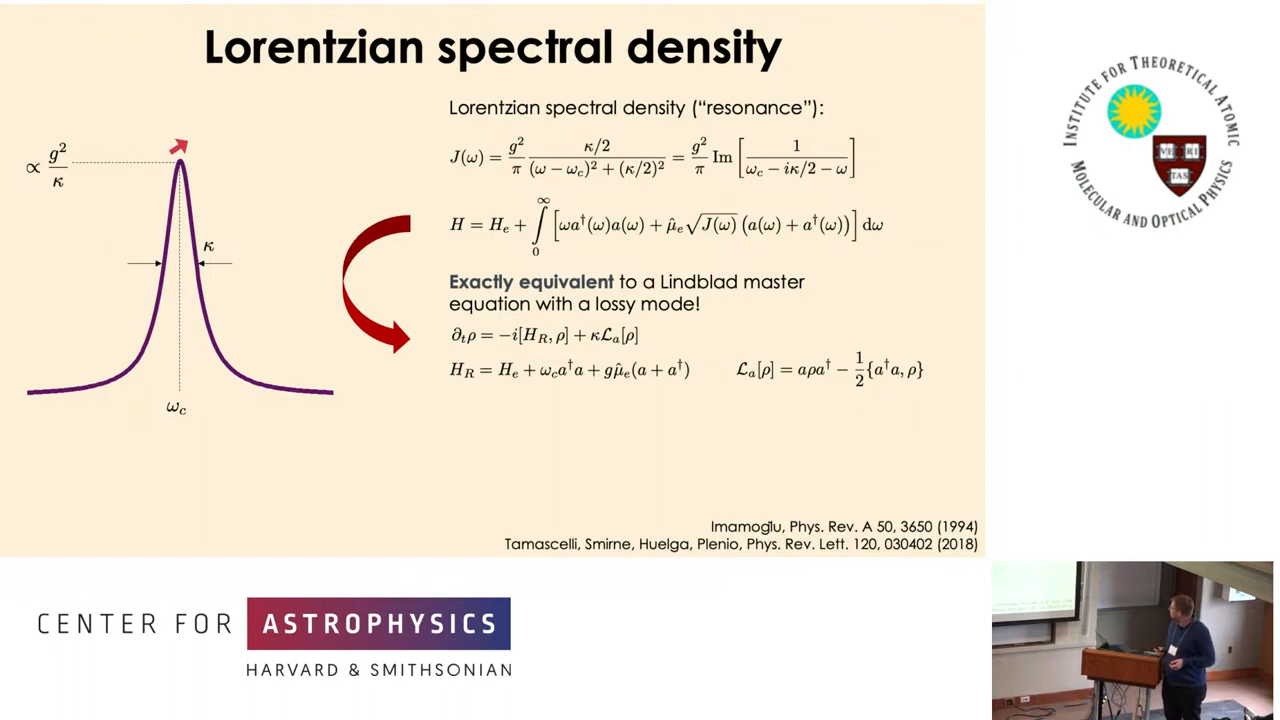 Lorentzian spectral density
Lorentzian spectral density (“resonance”):
J(ω) = g²/π κ/2 / ((ω − ω_c)² + (κ/2)²) = g²/π Im [1 / (ω_c − iκ/2 − ω)]
H = H_e + ∫₀^∞ [ωa†(ω)a(ω) + μ̂_e√J(ω) (a(ω) + a†(ω))] dω
Exactly equivalent to a Lindblad master
equation with a lossy mode!
∂_tρ = −i[H_R, ρ] + κℒ_a[ρ]
H_R = H_e + ω_c a†a + gμ̂_e(a + a†)
ℒ_a[ρ] = aρa† − 1/2 {a†a, ρ}
∝ g²/κ
κ
ω_c
Imamoğlu, Phys. Rev. A 50, 3650 (1994)
Tamascelli, Smirne, Huelga, Plenio, Phys. Rev. Lett. 120, 030402 (2018)
INSTITUTE FOR THEORETICAL ATOMIC
MOLECULAR AND OPTICAL PHYSICS
VE RI
TAS
CENTER FOR ASTROPHYSICS
HARVARD & SMITHSONIAN